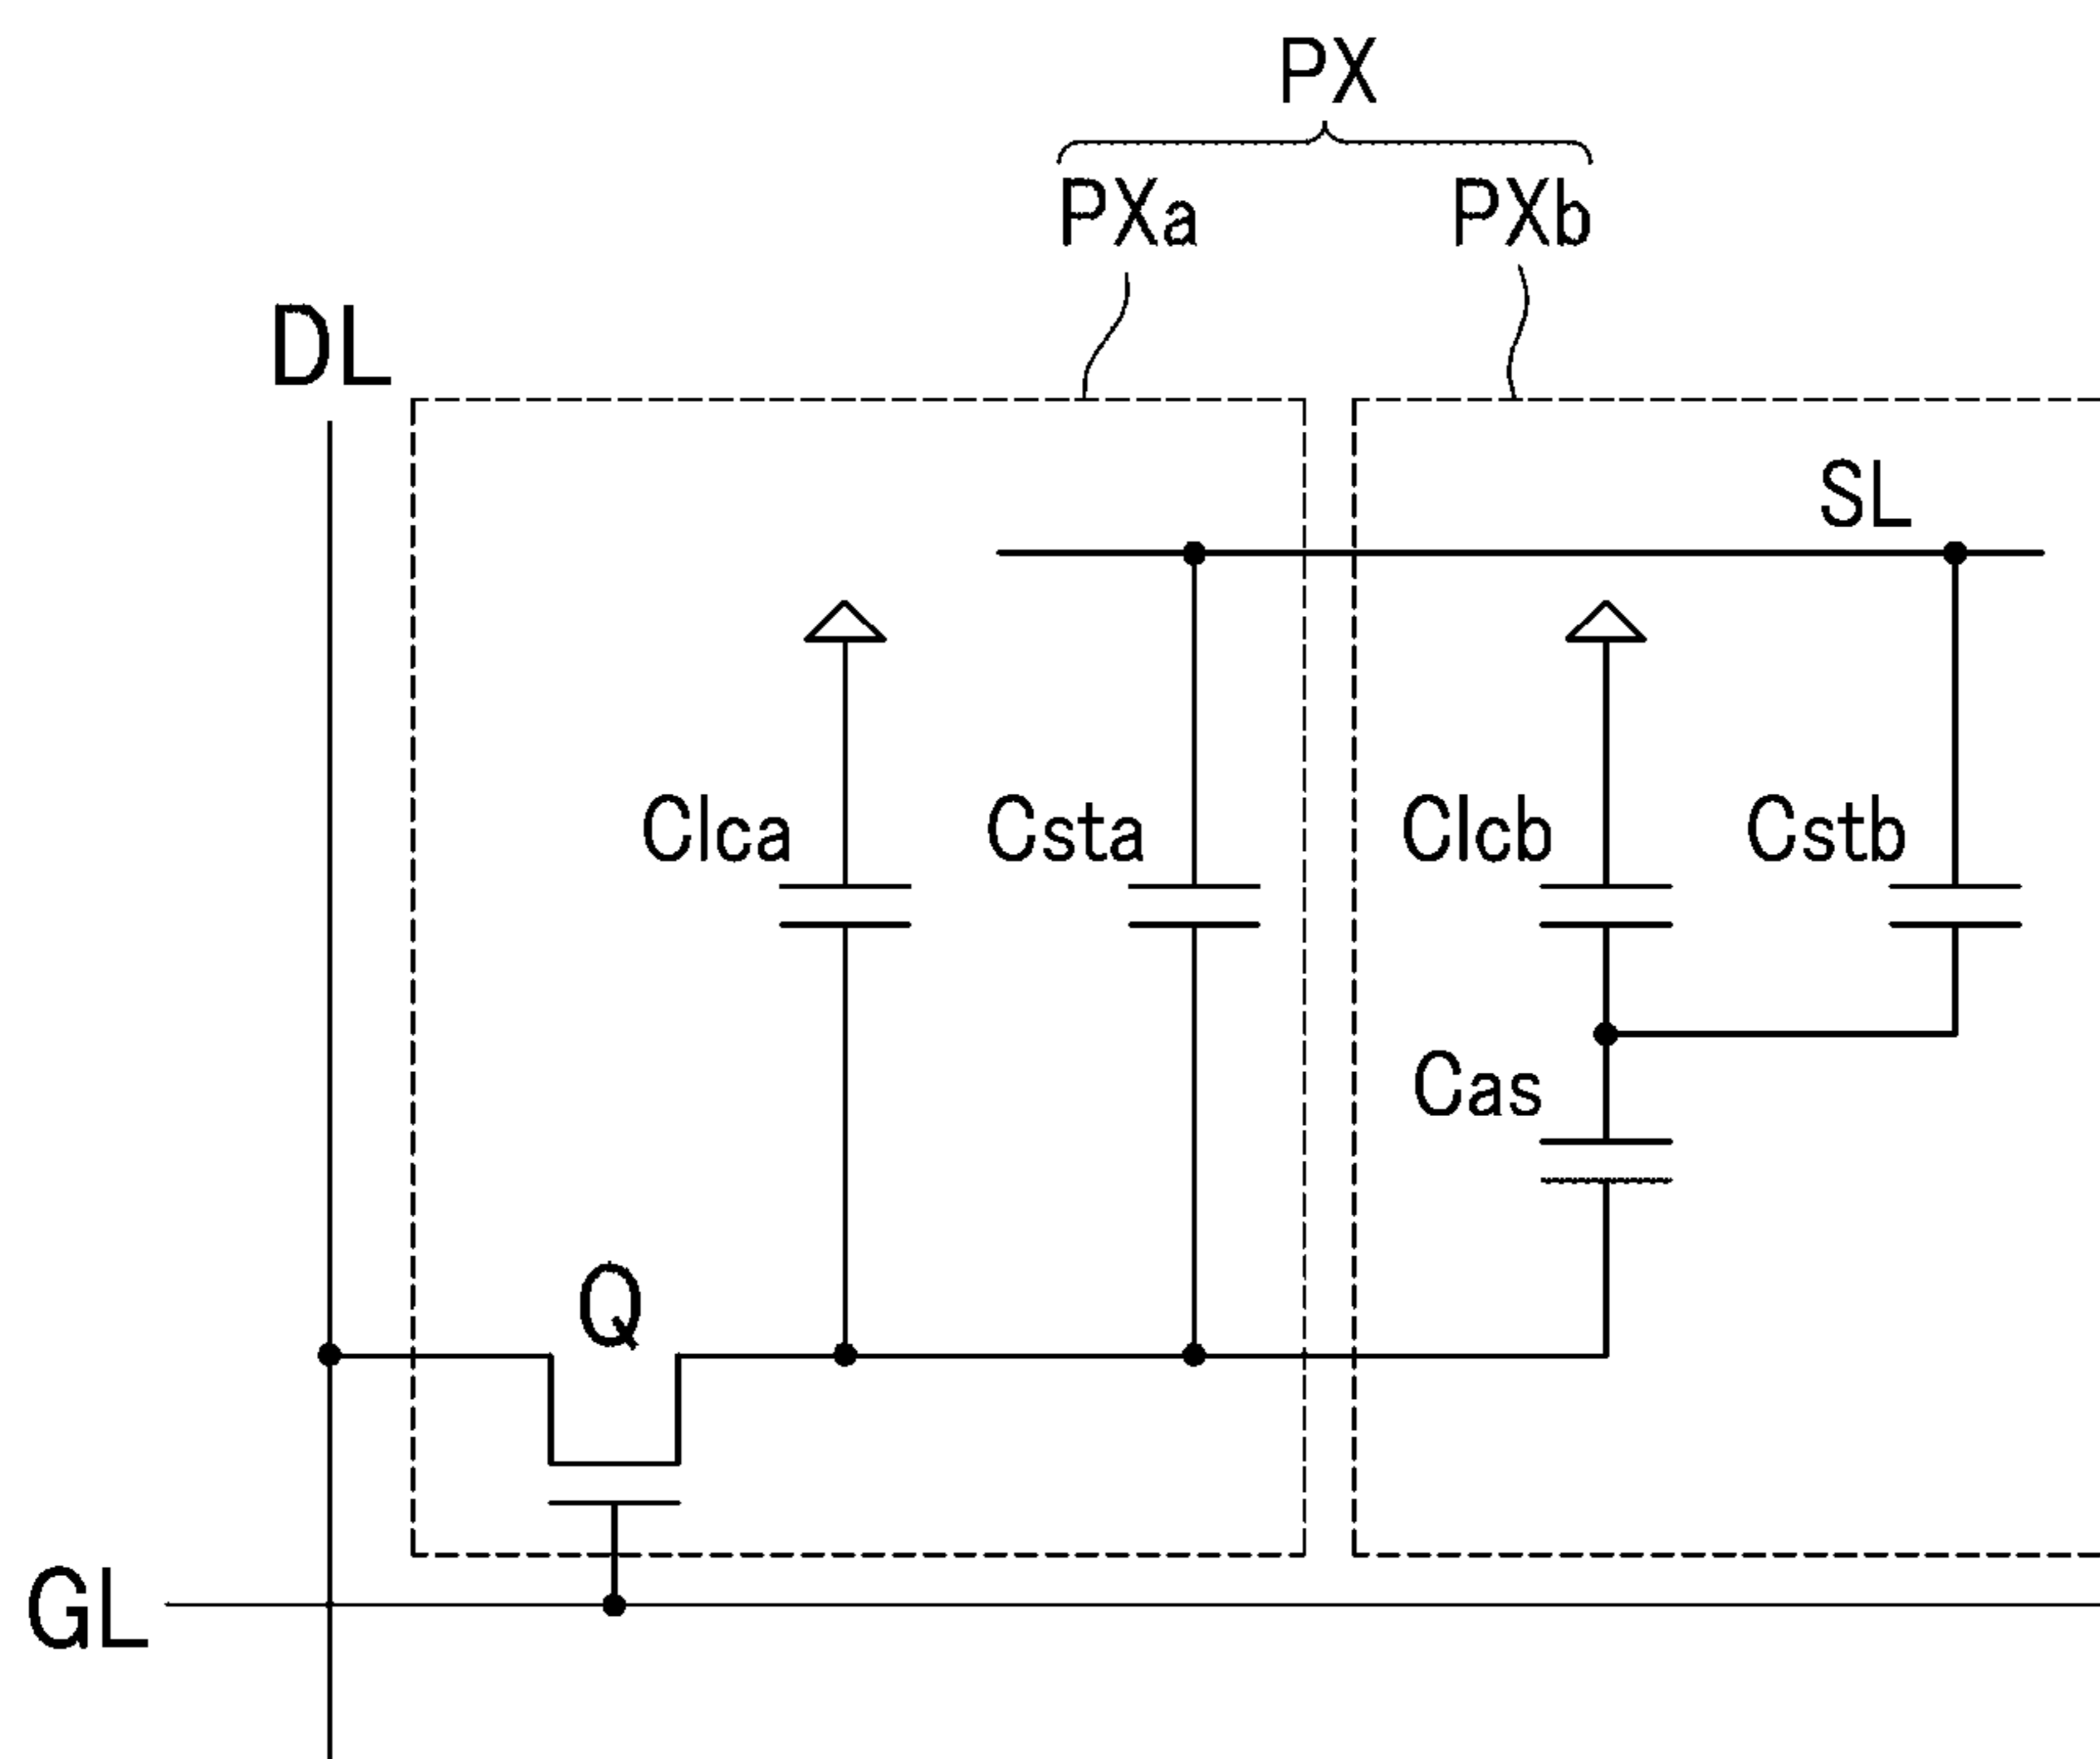 PX
PXa PXb
DL
SL
Clca Csta Clcb Cstb
Cas
Q
GL